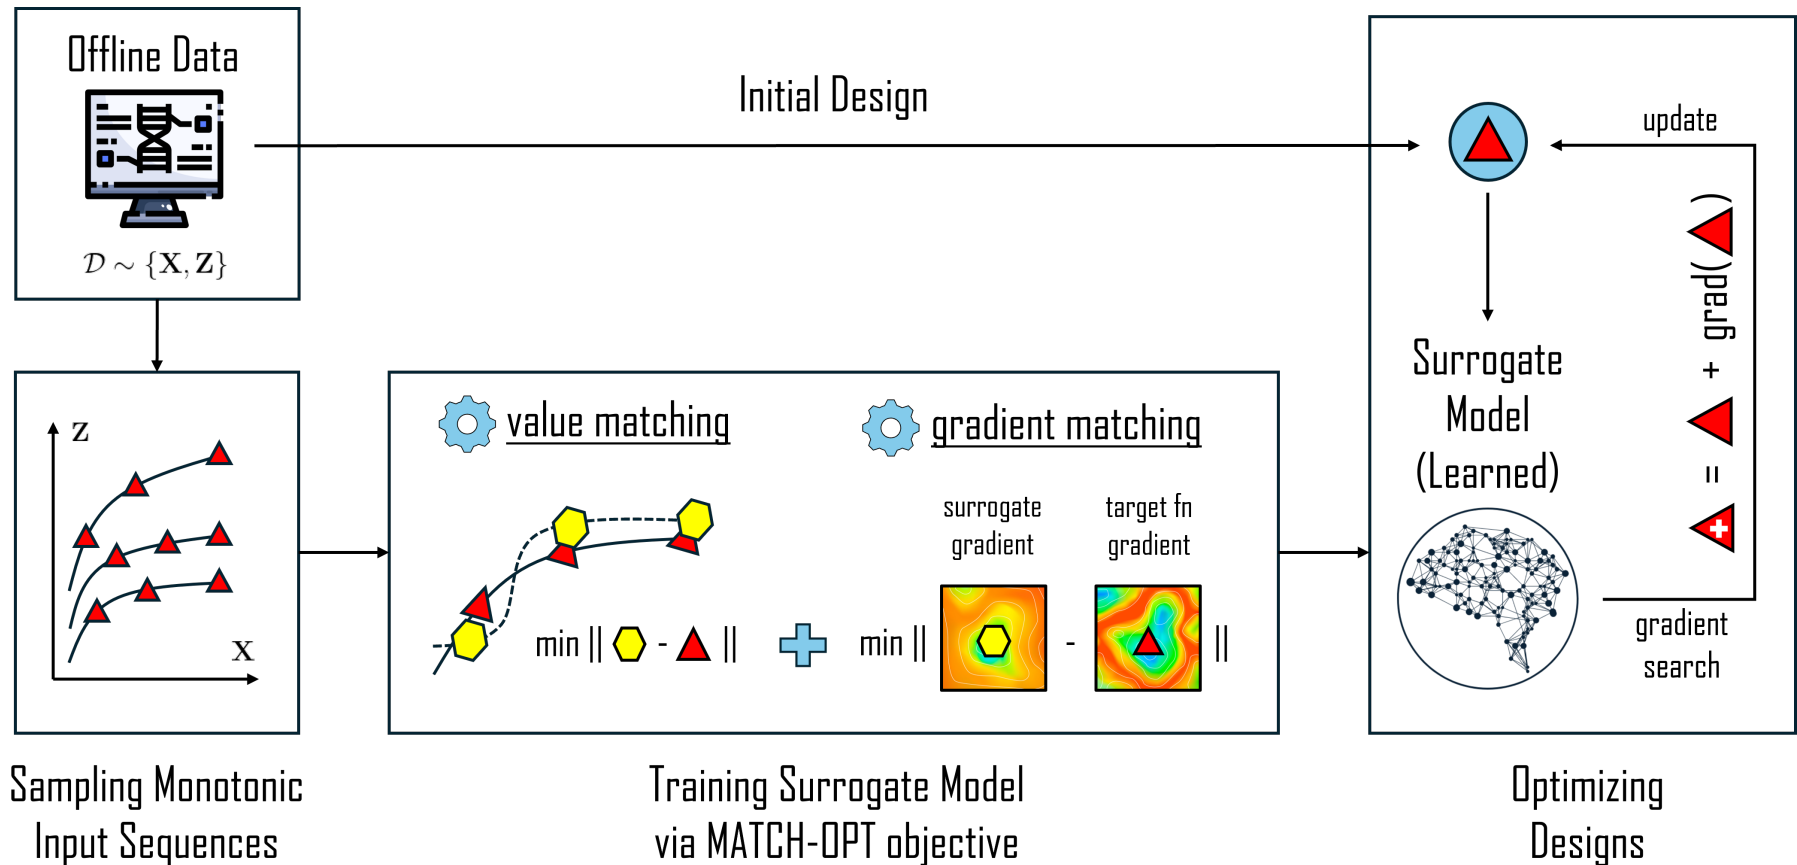 Offline Data
𝒟 ∼ {X, Z}
Initial Design
update
Surrogate
Model
(Learned)
= + grad( )
gradient
search
z
x
value matching
gradient matching
surrogate
gradient
target fn
gradient
min || - ||
min || - ||
Sampling Monotonic
Input Sequences
Training Surrogate Model
via MATCH-OPT objective
Optimizing
Designs